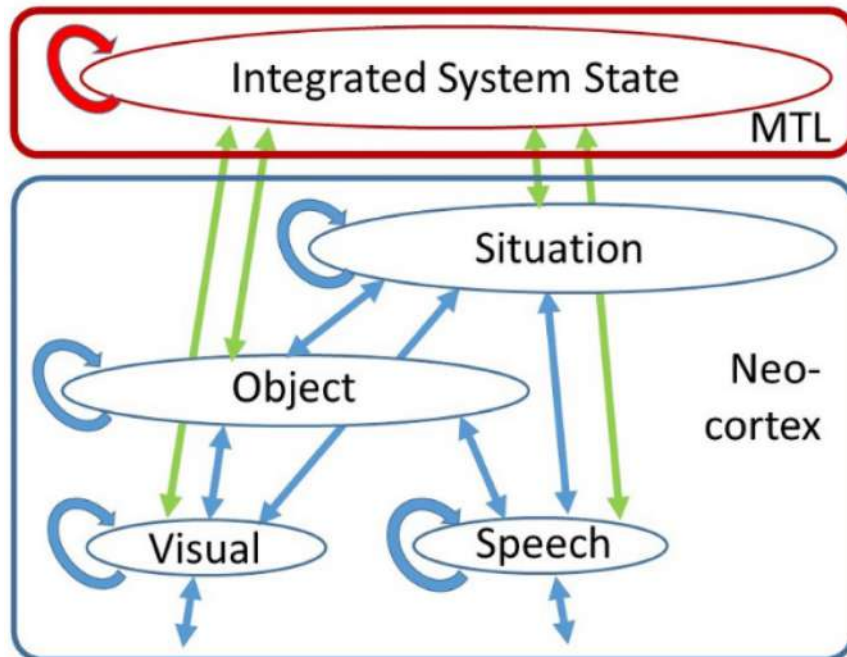 Integrated System State
MTL
Situation
Object
Neo-
cortex
Visual
Speech